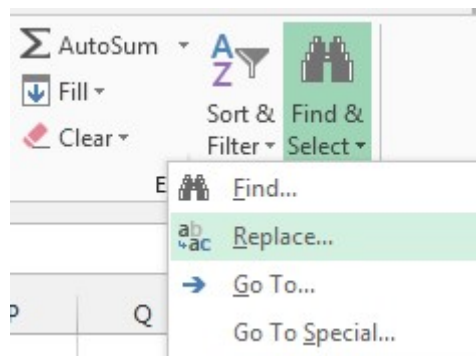 AutoSum
Fill
Clear
Sort &
Filter
Find &
Select
E
Find...
Replace...
Go To...
Go To Special...
Q